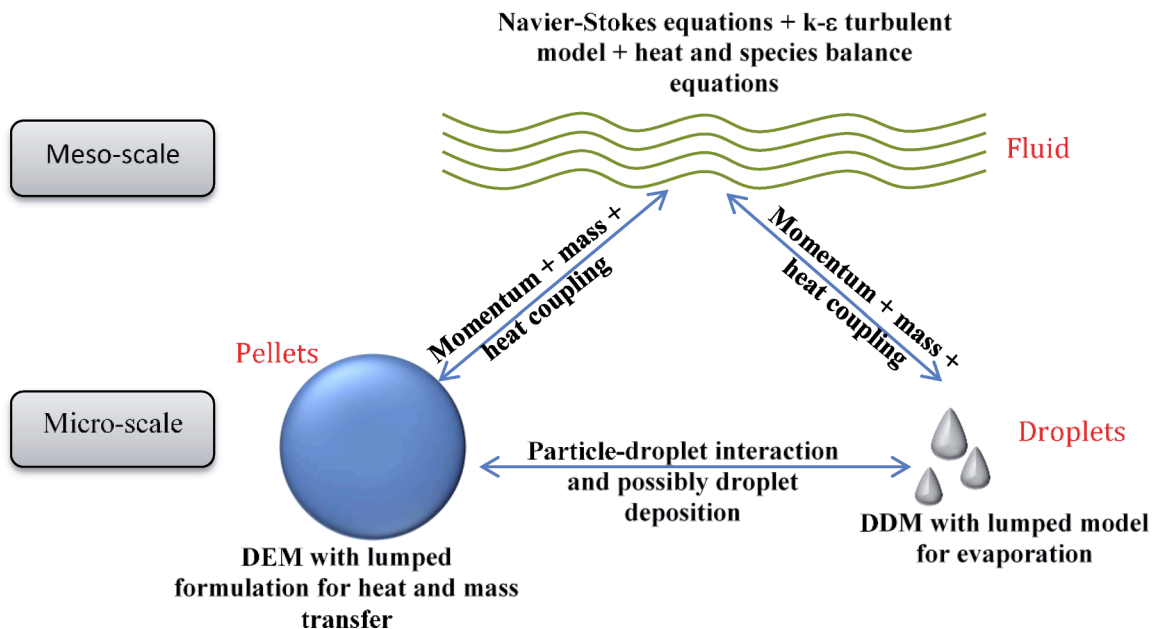 Navier-Stokes equations + k-ε turbulent
model + heat and species balance
equations
Meso-scale
Fluid
Momentum + mass +
heat coupling
Momentum + mass +
heat coupling
Pellets
Micro-scale
Droplets
Particle-droplet interaction
and possibly droplet
deposition
DEM with lumped
formulation for heat and mass
transfer
DDM with lumped model
for evaporation